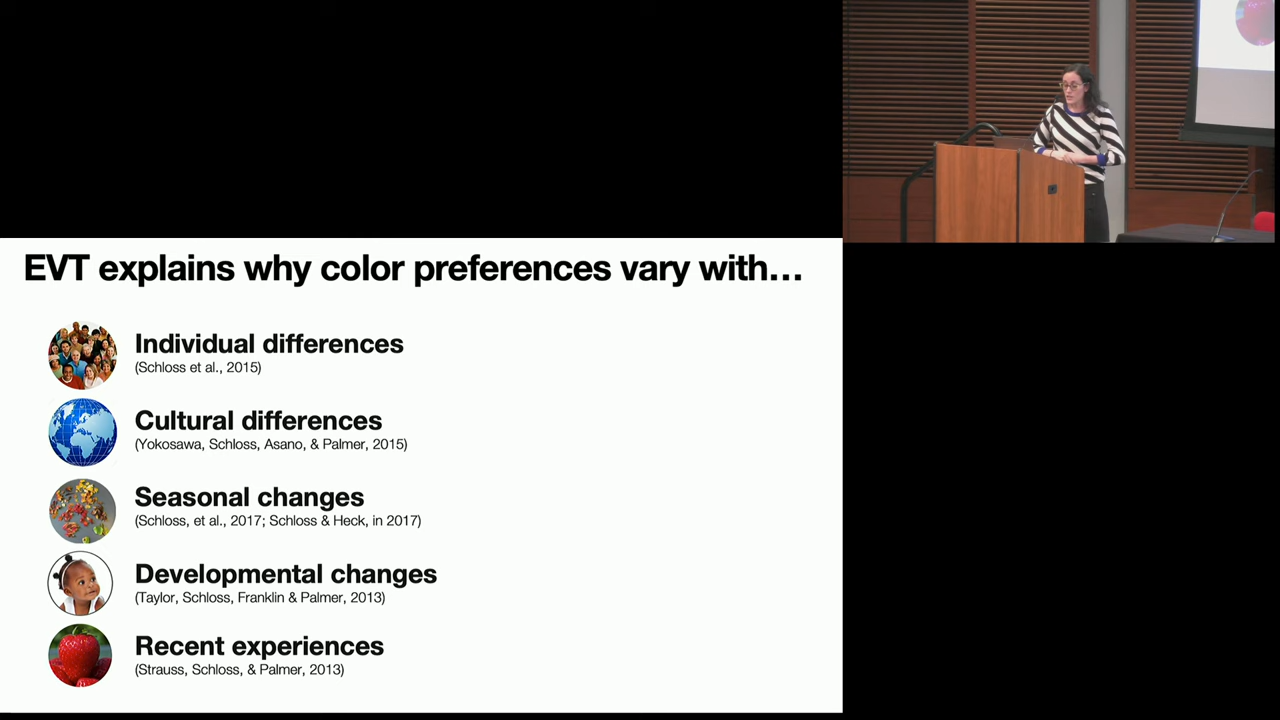 EVT explains why color preferences vary with…
Individual differences
(Schloss et al., 2015)
Cultural differences
(Yokosawa, Schloss, Asano, & Palmer, 2015)
Seasonal changes
(Schloss, et al., 2017; Schloss & Heck, in 2017)
Developmental changes
(Taylor, Schloss, Franklin & Palmer, 2013)
Recent experiences
(Strauss, Schloss, & Palmer, 2013)